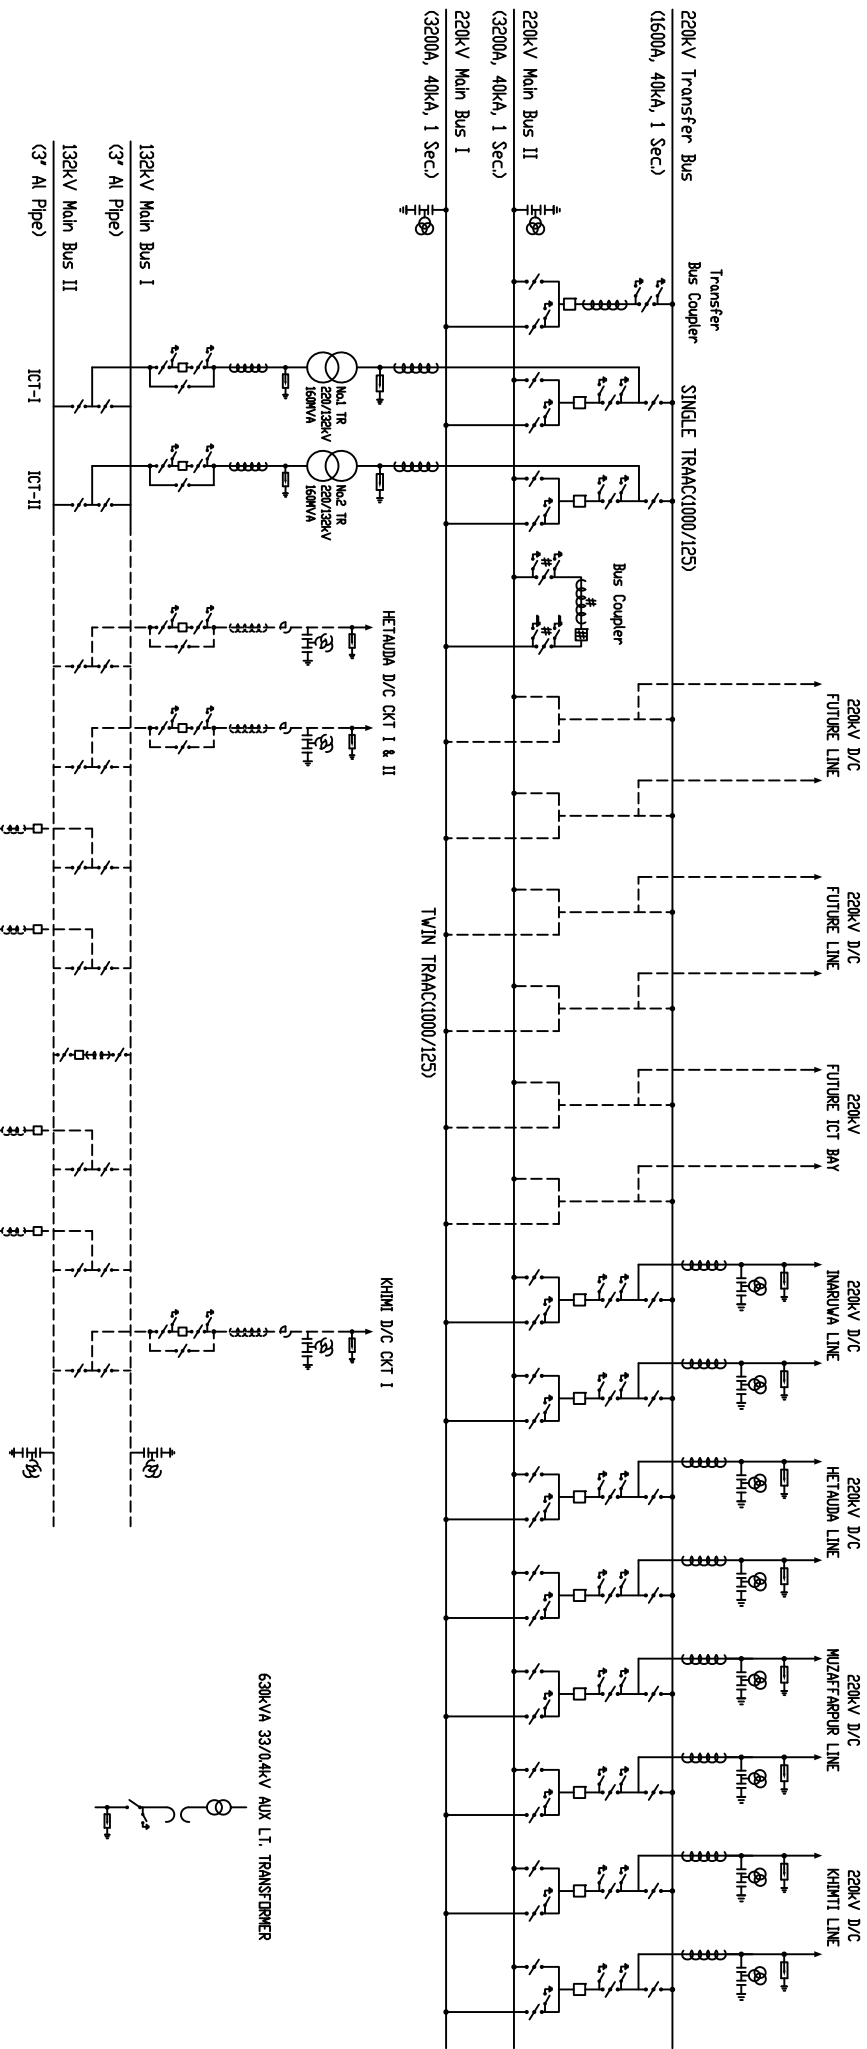 220kV D/C
FUTURE LINE
220kV D/C
FUTURE LINE
220kV
FUTURE ICT BAY
220kV D/C
INARUWA LINE
220kV D/C
HETAUDA LINE
220kV D/C
MUZAFFARPUR LINE
220kV D/C
KHIMTI LINE
Transfer
Bus Coupler
220kV Transfer Bus
(1600A, 40kA, 1 Sec.)
SINGLE TRAAC(1000/125)
Bus Coupler
#
#
#
#
220kV Main Bus II
(3200A, 40kA, 1 Sec.)
220kV Main Bus I
(3200A, 40kA, 1 Sec.)
TWIN TRAAC(1000/125)
No.1 TR
220/132kV
160MVA
No.2 TR
220/132kV
160MVA
HETAUDA D/C CKT I & II
KHIMI D/C CKT I
132kV Main Bus I
(3" Al Pipe)
132kV Main Bus II
(3" Al Pipe)
ICT-I
ICT-II
630kVA 33/0.4kV AUX LT. TRANSFORMER